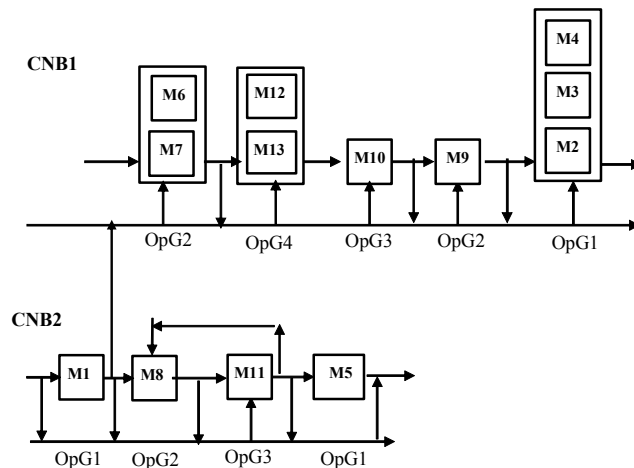 M4
CNB1
M6 M12 M3
M7 M13 M10 M9 M2
OpG2 OpG4 OpG3 OpG2 OpG1
CNB2
M1 M8 M11 M5
OpG1 OpG2 OpG3 OpG1